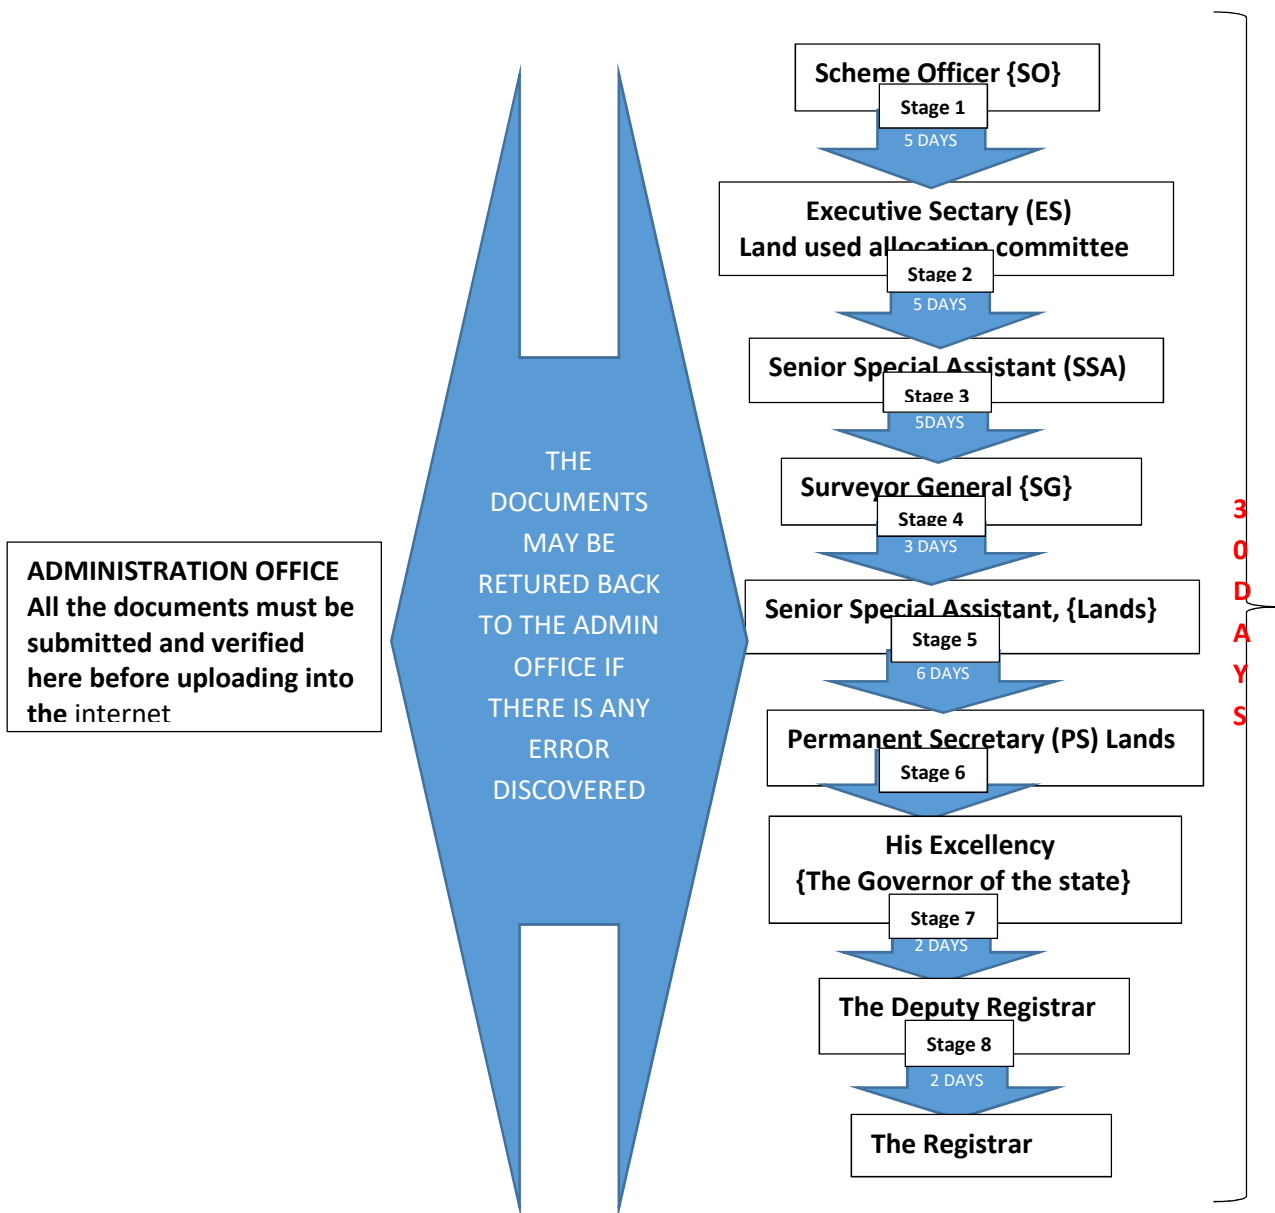 Scheme Officer {SO}
Stage 1
5 DAYS
Executive Sectary (ES)
Land used allocation committee
Stage 2
5 DAYS
Senior Special Assistant (SSA)
Stage 3
5DAYS
Surveyor General {SG}
Stage 4
3 DAYS
Senior Special Assistant, {Lands}
Stage 5
6 DAYS
Permanent Secretary (PS) Lands
Stage 6
His Excellency
{The Governor of the state}
Stage 7
2 DAYS
The Deputy Registrar
Stage 8
2 DAYS
The Registrar
THE
DOCUMENTS
MAY BE
RETURED BACK
TO THE ADMIN
OFFICE IF
THERE IS ANY
ERROR
DISCOVERED
ADMINISTRATION OFFICE
All the documents must be
submitted and verified
here before uploading into
the internet
3
0
D
A
Y
S